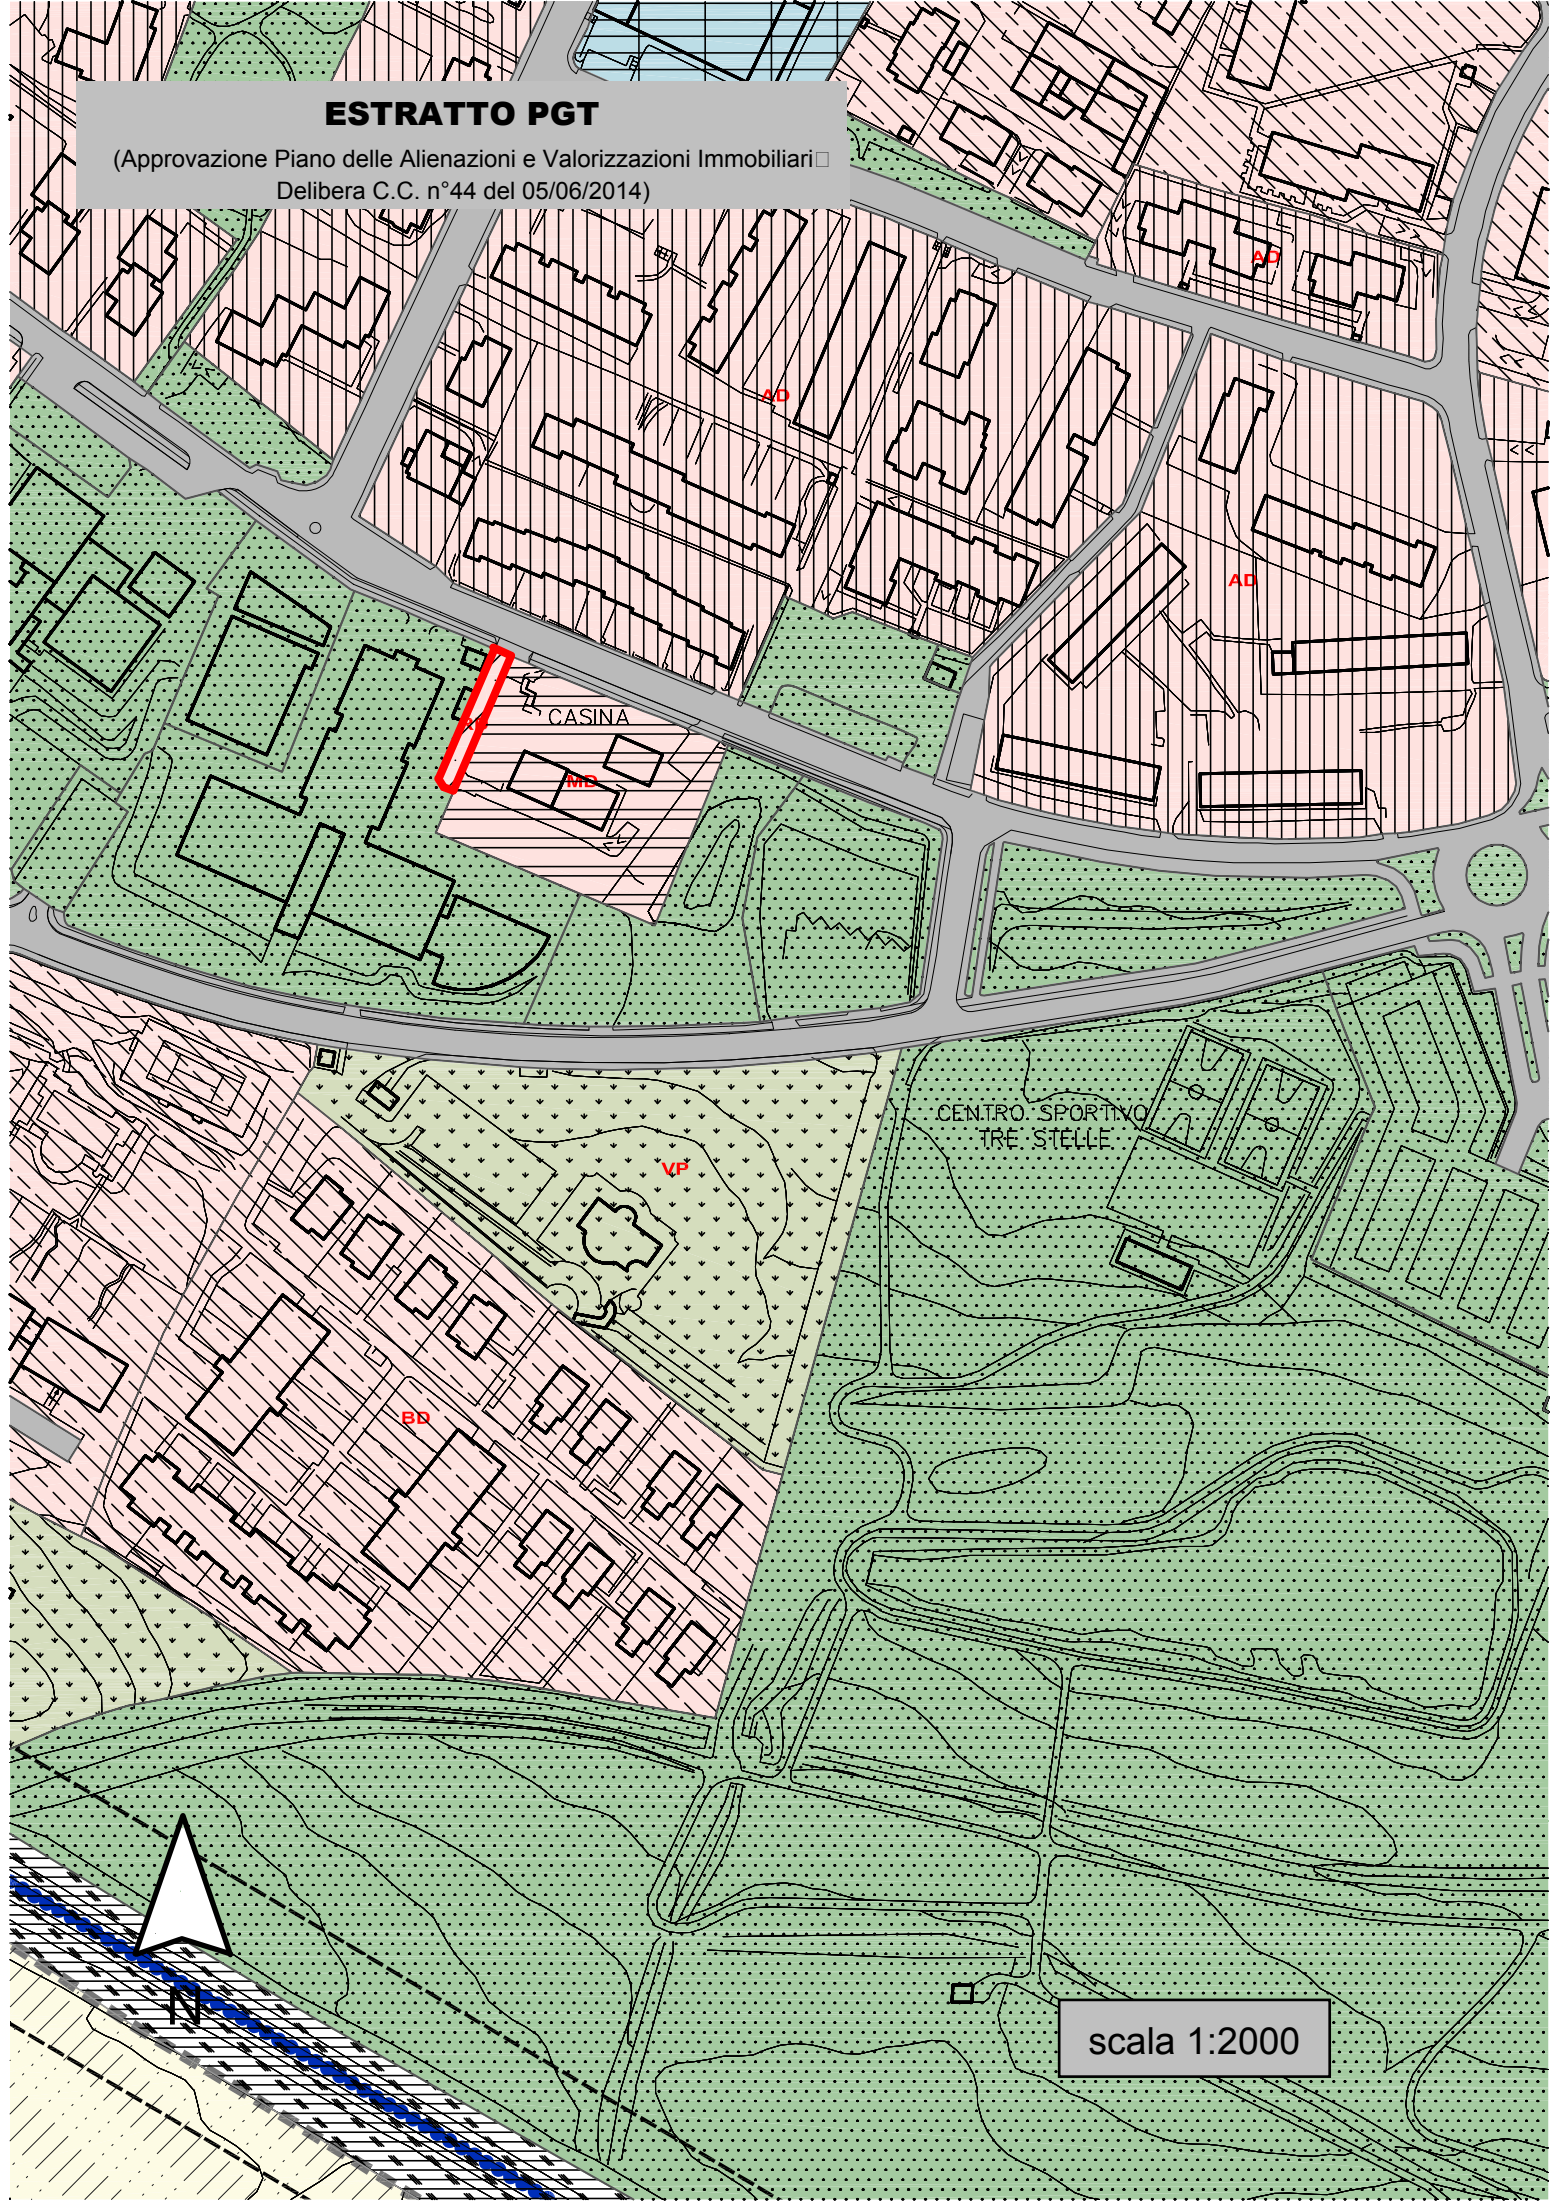 ESTRATTO PGT
(Approvazione Piano delle Alienazioni e Valorizzazioni Immobiliari
Delibera C.C. n°44 del 05/06/2014)
AD
AD
AD
CASINA
MD
CENTRO SPORTIVO
TRE STELLE
VP
BD
N
scala 1:2000